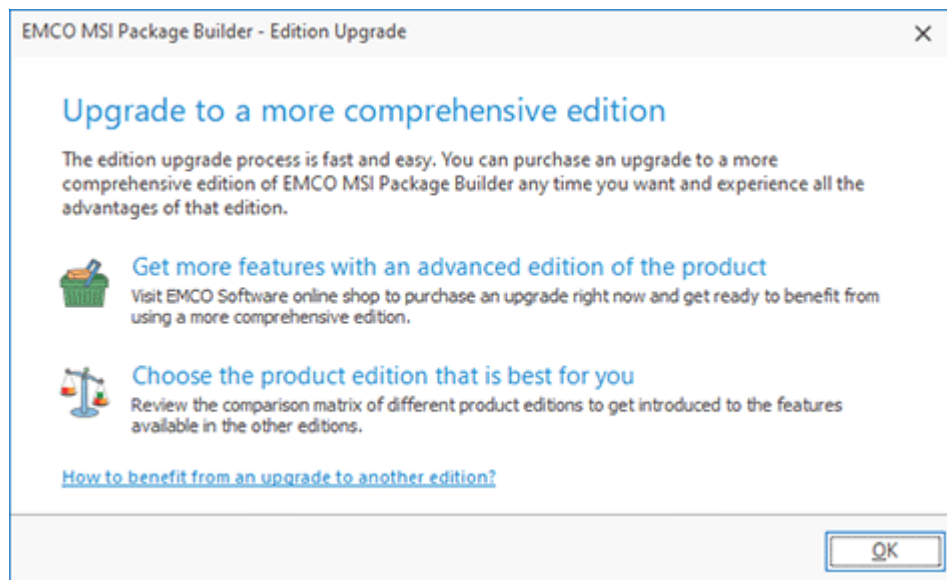 EMCO MSI Package Builder - Edition Upgrade
Upgrade to a more comprehensive edition
The edition upgrade process is fast and easy. You can purchase an upgrade to a more
comprehensive edition of EMCO MSI Package Builder any time you want and experience all the
advantages of that edition.
Get more features with an advanced edition of the product
Visit EMCO Software online shop to purchase an upgrade right now and get ready to benefit from
using a more comprehensive edition.
Choose the product edition that is best for you
Review the comparison matrix of different product editions to get introduced to the features
available in the other editions.
How to benefit from an upgrade to another edition?
OK